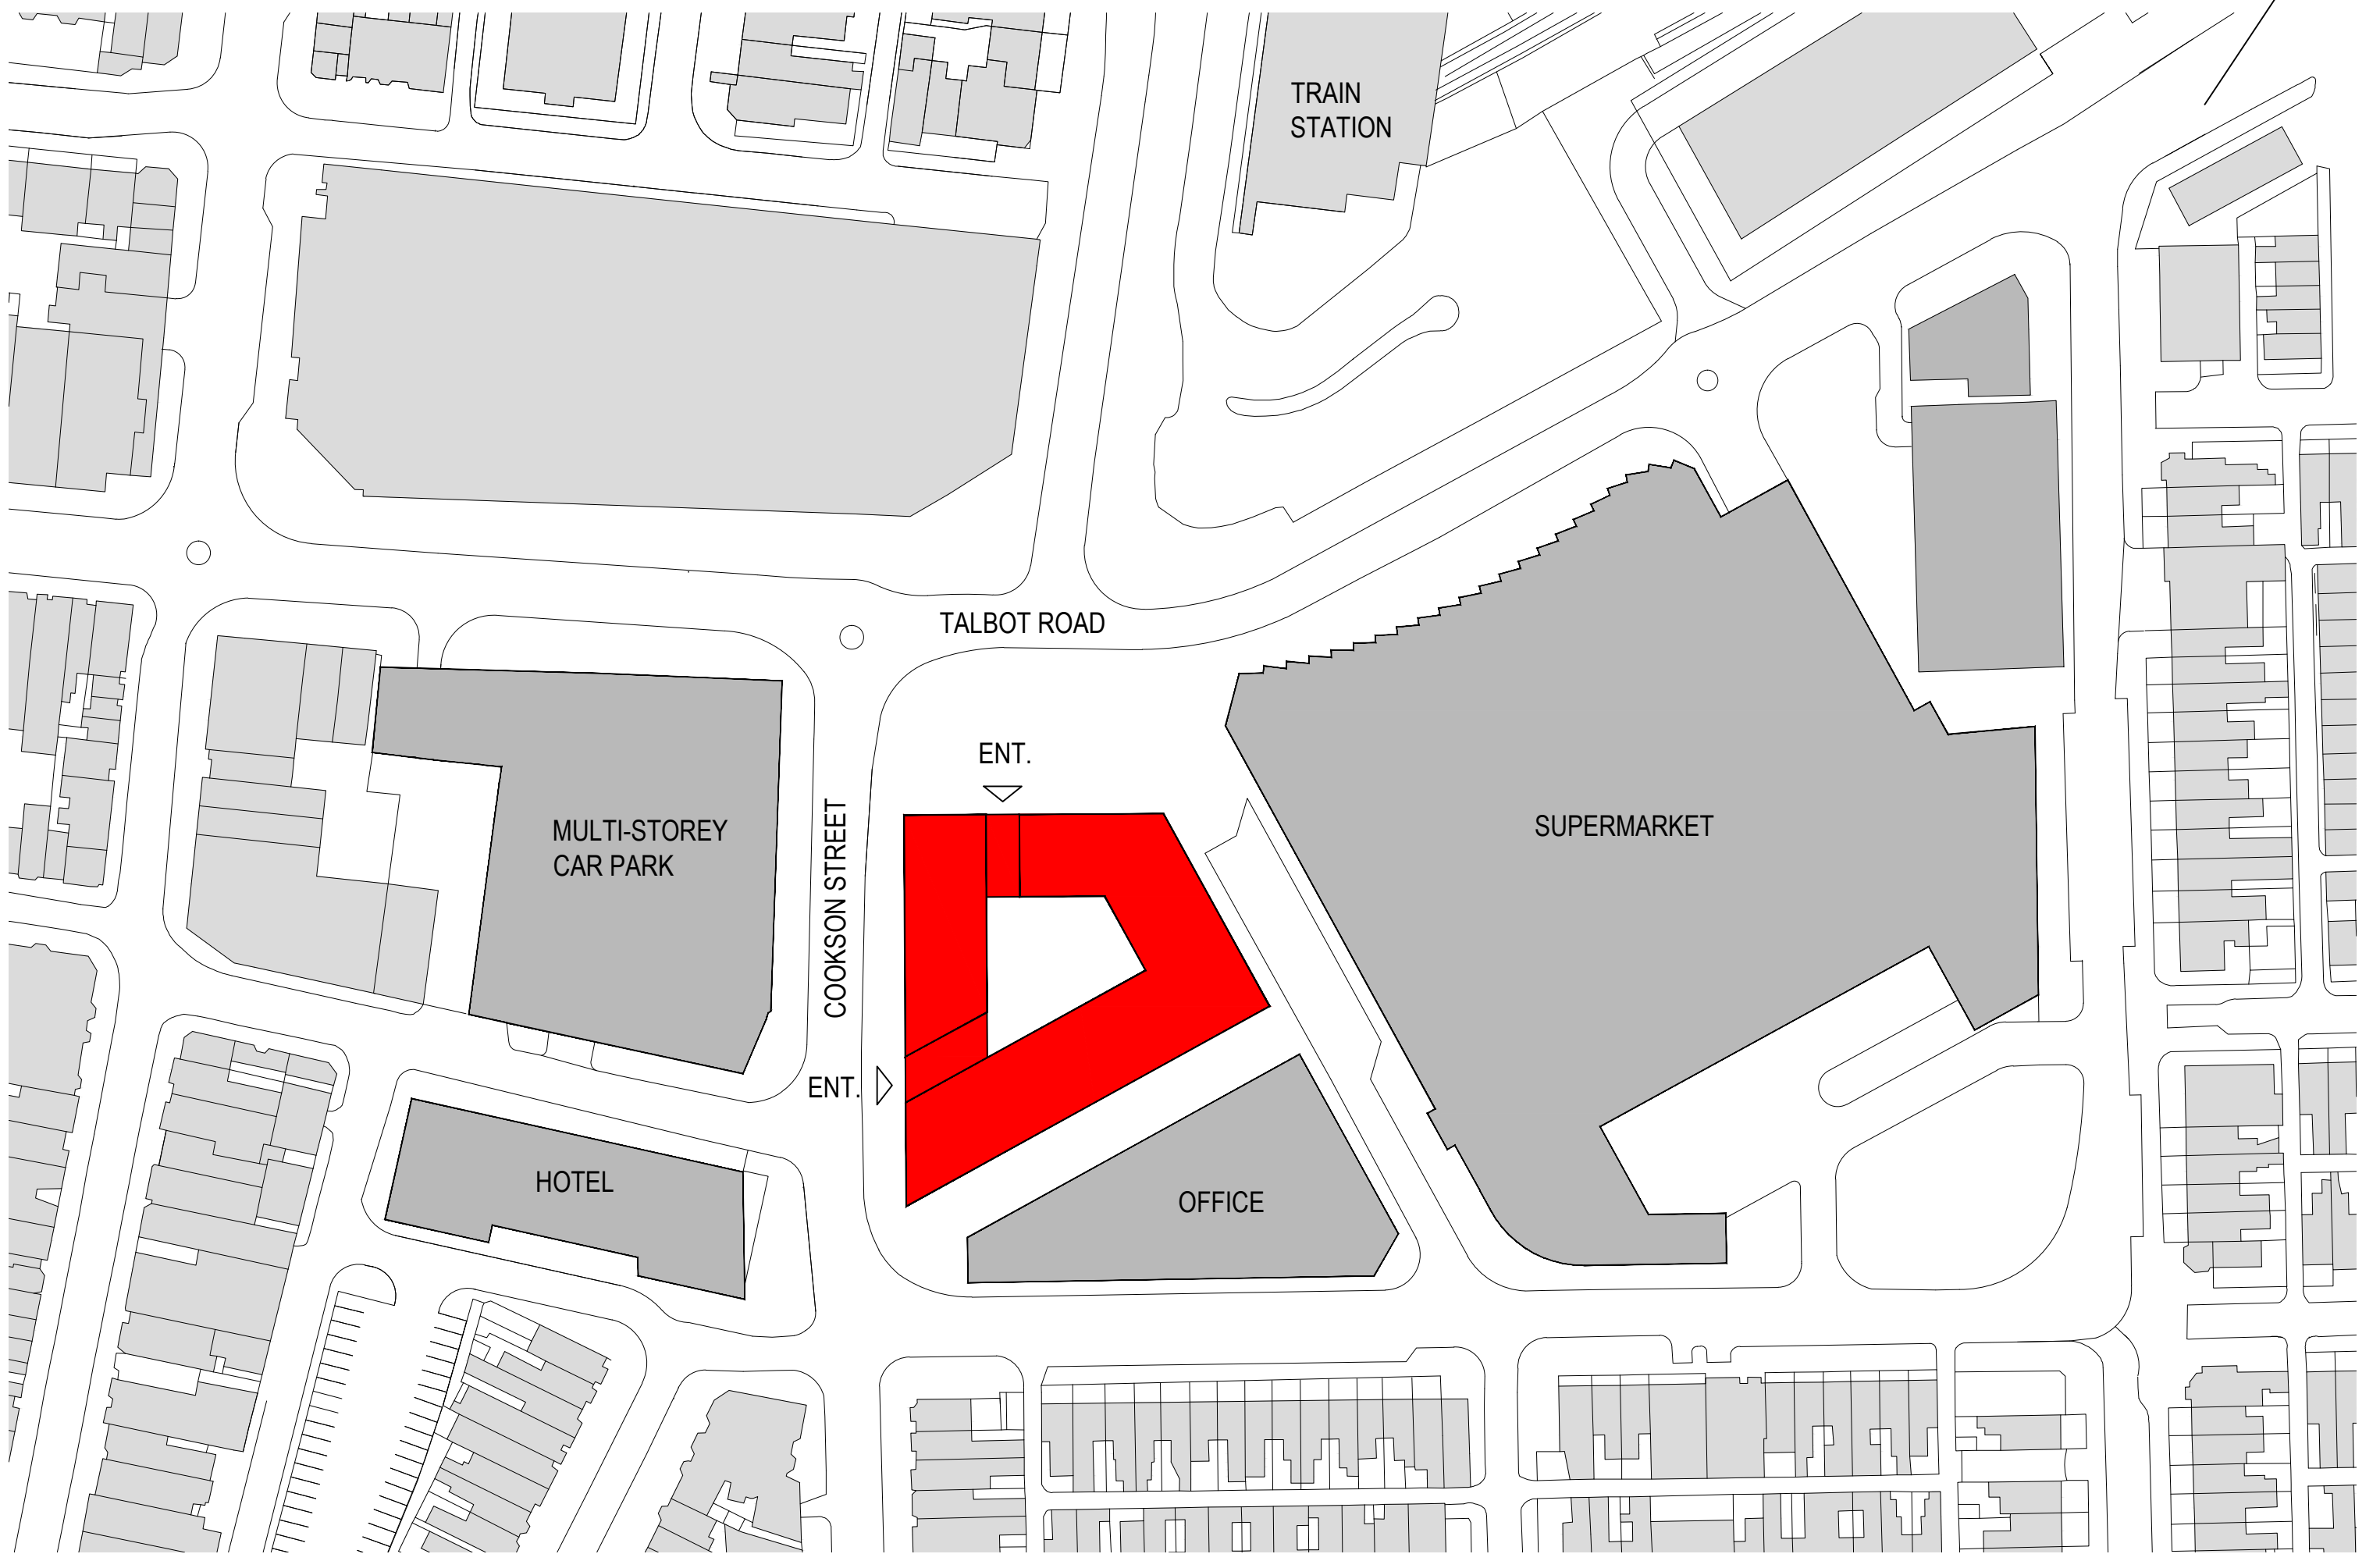 TRAIN
STATION
TALBOT ROAD
ENT.
MULTI-STOREY
CAR PARK
COOKSON STREET
SUPERMARKET
ENT.
HOTEL
OFFICE